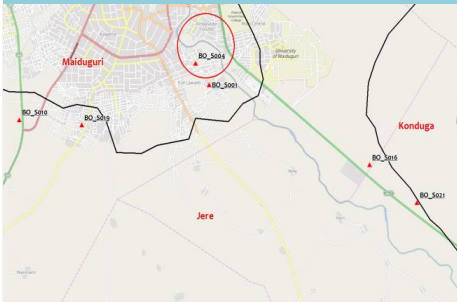 University
of Maiduguri
BO_S004
Maiduguri
BO_S001
BO_S010
BO_S019
Konduga
BO_S016
BO_S021
Jere